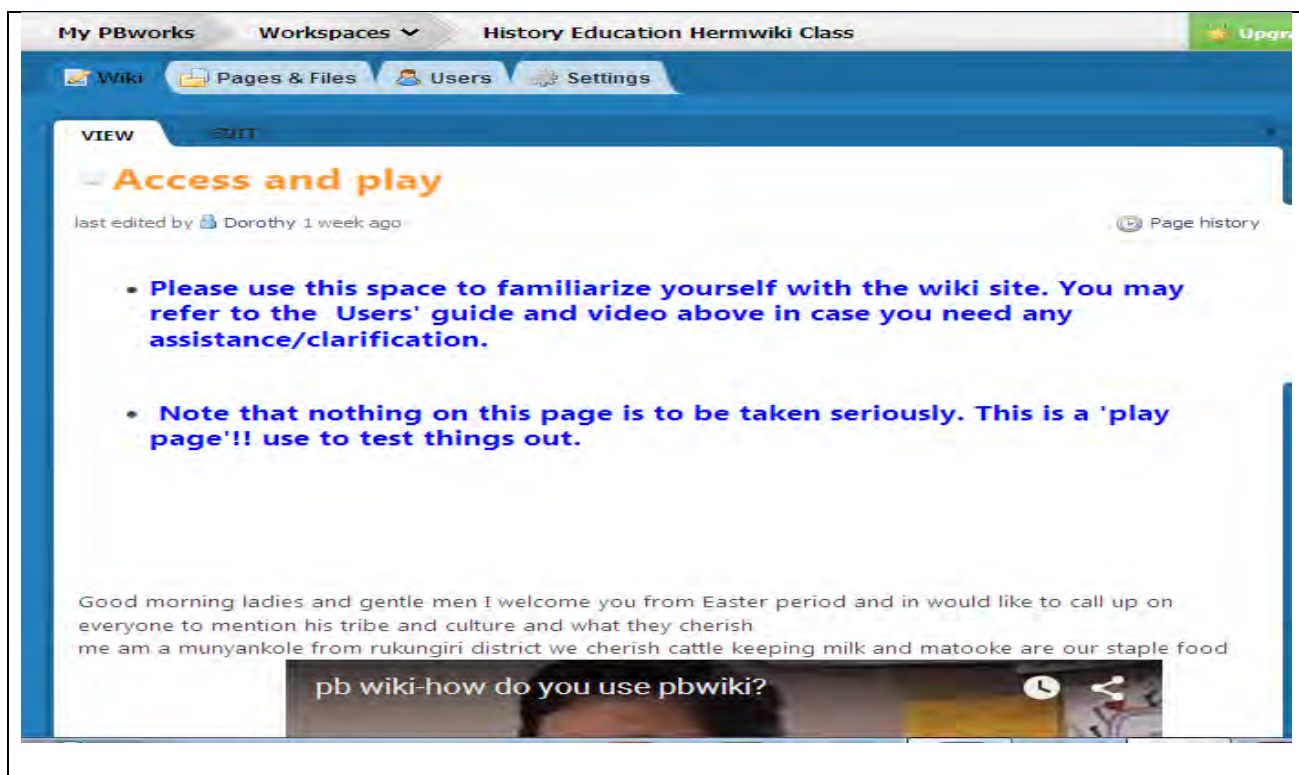 My PBworks Workspaces History Education Hermwiki Class Upgra
Wiki Pages & Files Users Settings
VIEW EDIT
Access and play
last edited by Dorothy 1 week ago Page history
• Please use this space to familiarize yourself with the wiki site. You may
refer to the Users' guide and video above in case you need any
assistance/clarification.
• Note that nothing on this page is to be taken seriously. This is a 'play
page'!! use to test things out.
Good morning ladies and gentle men I welcome you from Easter period and in would like to call up on
everyone to mention his tribe and culture and what they cherish
me am a munyankole from rukungiri district we cherish cattle keeping milk and matooke are our staple food
pb wiki-how do you use pbwiki?